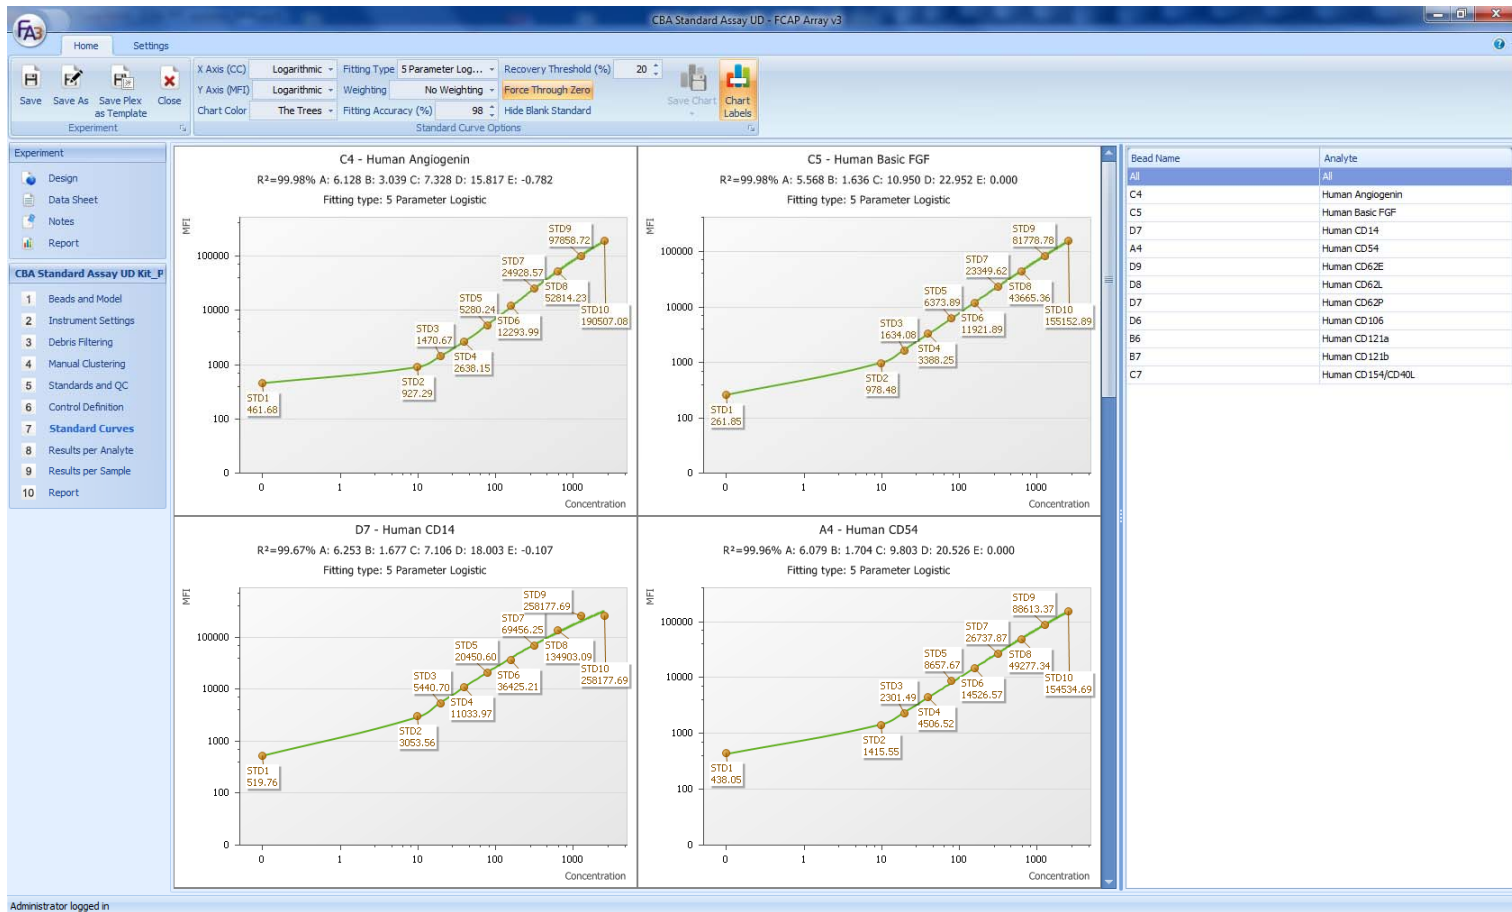 CBA Standard Assay UD - FCAP Array v3
FA3
Home Settings
Save
Save As
Save Plex as Template
Close
Experiment
X Axis (CC) Logarithmic
Y Axis (MFI) Logarithmic
Chart Color The Trees
Fitting Type 5 Parameter Log...
Weighting No Weighting
Fitting Accuracy (%) 98
Recovery Threshold (%) 20
Force Through Zero
Hide Blank Standard
Standard Curve Options
Save Chart
Chart Labels
Experiment
Design
Data Sheet
Notes
Report
CBA Standard Assay UD Kit_P
1 Beads and Model
2 Instrument Settings
3 Debris Filtering
4 Manual Clustering
5 Standards and QC
6 Control Definition
7 Standard Curves
8 Results per Analyte
9 Results per Sample
10 Report
C4 - Human Angiogenin
R²=99.98% A: 6.128 B: 3.039 C: 7.328 D: 15.817 E: -0.782
Fitting type: 5 Parameter Logistic
MFI
100000
10000
1000
100
0
STD1
461.68
STD2
927.29
STD3
1470.67
STD4
2638.15
STD5
5280.24
STD6
12293.99
STD7
24928.57
STD8
52814.23
STD9
97858.72
STD10
190507.08
0 1 10 100 1000
Concentration
C5 - Human Basic FGF
R²=99.98% A: 5.568 B: 1.636 C: 10.950 D: 22.952 E: 0.000
Fitting type: 5 Parameter Logistic
MFI
100000
10000
1000
100
0
STD1
261.85
STD2
978.48
STD3
1634.08
STD4
3388.25
STD5
6373.89
STD6
11921.89
STD7
23349.62
STD8
43665.36
STD9
81778.78
STD10
155152.89
0 1 10 100 1000
Concentration
D7 - Human CD14
R²=99.67% A: 6.253 B: 1.677 C: 7.106 D: 18.003 E: -0.107
Fitting type: 5 Parameter Logistic
MFI
100000
10000
1000
100
0
STD1
519.76
STD2
3053.56
STD3
5440.70
STD4
11033.97
STD5
20450.60
STD6
36425.21
STD7
69456.25
STD8
134903.09
STD9
258177.69
STD10
258177.69
0 1 10 100 1000
Concentration
A4 - Human CD54
R²=99.96% A: 6.079 B: 1.704 C: 9.803 D: 20.526 E: 0.000
Fitting type: 5 Parameter Logistic
MFI
100000
10000
1000
100
0
STD1
438.05
STD2
1415.55
STD3
2301.49
STD4
4506.52
STD5
8657.67
STD6
14526.57
STD7
26737.87
STD8
49277.34
STD9
88613.37
STD10
154534.69
0 1 10 100 1000
Concentration
Bead Name Analyte
All All
C4 Human Angiogenin
C5 Human Basic FGF
D7 Human CD14
A4 Human CD54
D9 Human CD62E
D8 Human CD62L
D7 Human CD62P
D6 Human CD106
B6 Human CD121a
B7 Human CD121b
C7 Human CD154/CD40L
Administrator logged in